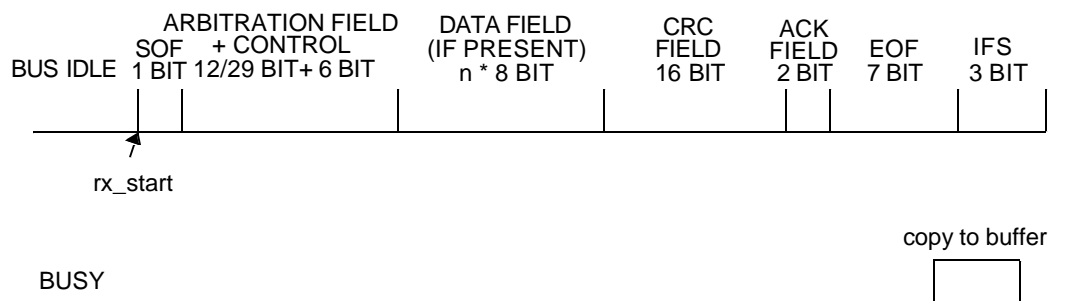 ARBITRATION FIELD
+ CONTROL
12/29 BIT+ 6 BIT
DATA FIELD
(IF PRESENT)
n * 8 BIT
CRC
FIELD
16 BIT
ACK
FIELD
2 BIT
BUS IDLE
SOF
1 BIT
EOF
7 BIT
IFS
3 BIT
rx_start
copy to buffer
BUSY